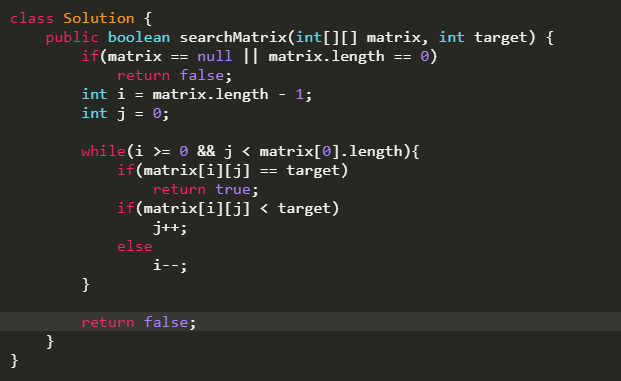 class Solution {
    public boolean searchMatrix(int[][] matrix, int target) {
        if(matrix == null || matrix.length == 0)
            return false;
        int i = matrix.length - 1;
        int j = 0;

        while(i >= 0 && j < matrix[0].length){
            if(matrix[i][j] == target)
                return true;
            if(matrix[i][j] < target)
                j++;
            else
                i--;
        }

        return false;
    }
}